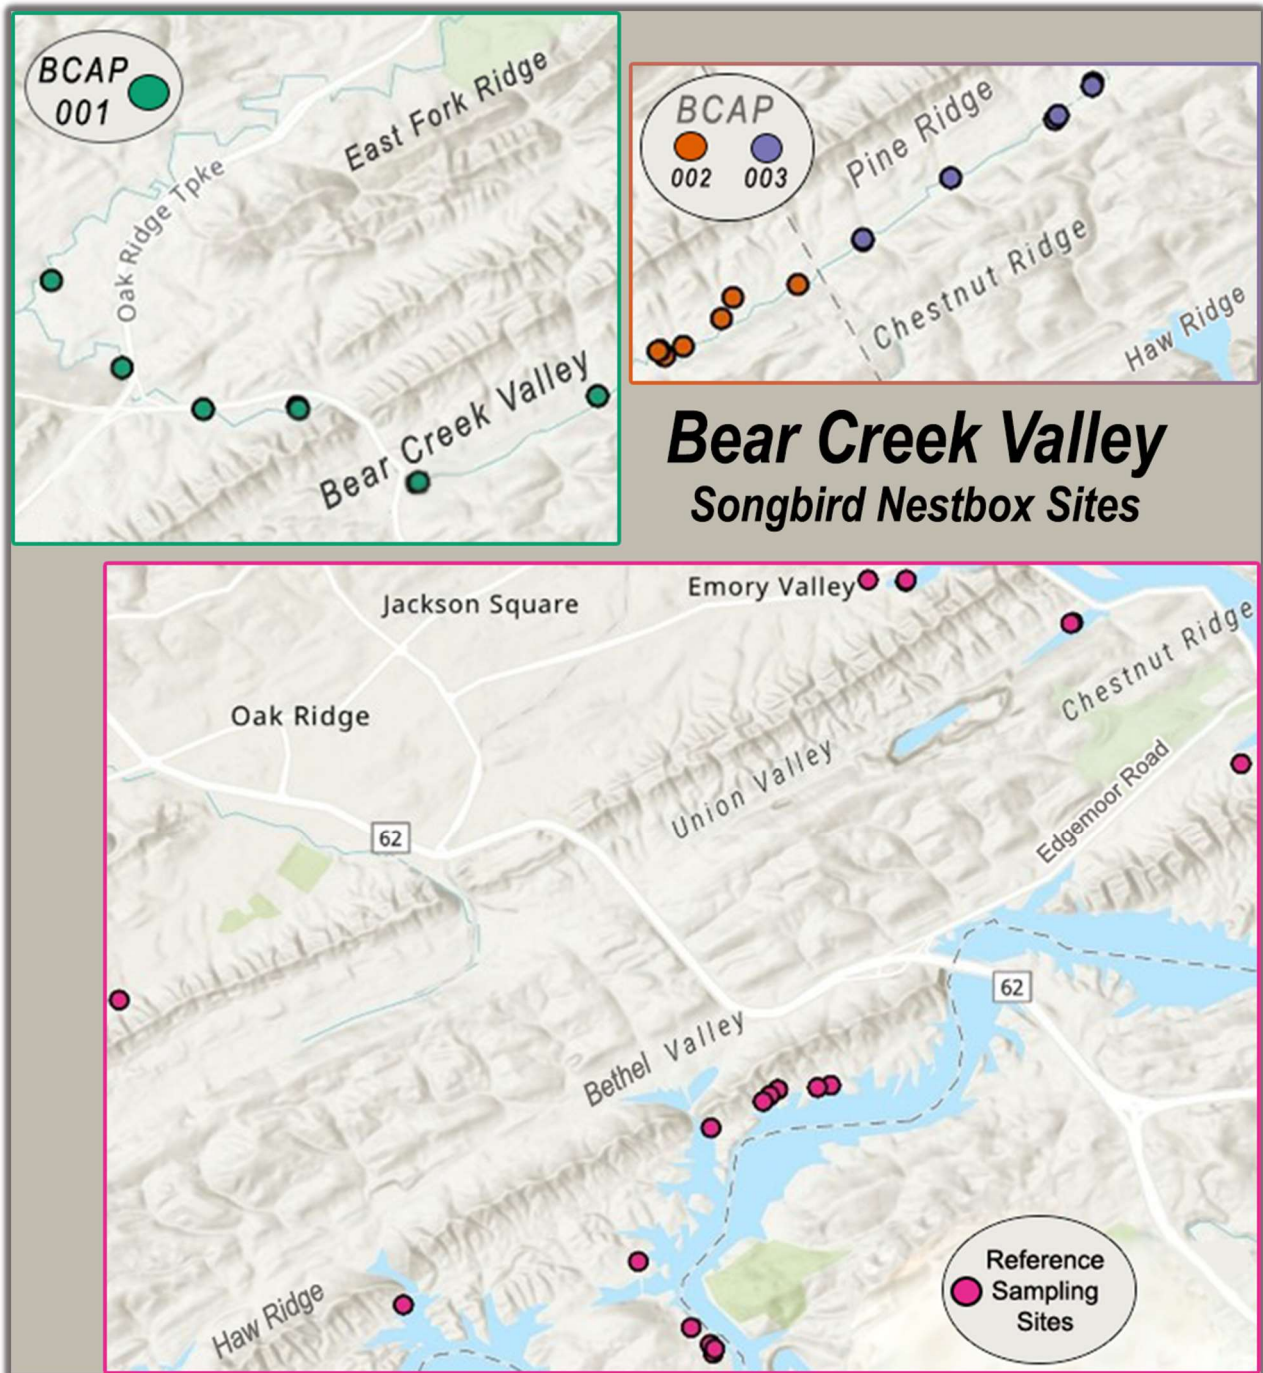 BCAP
001
East Fork Ridge
Oak Ridge Tpke
Bear Creek Valley
BCAP
002 003
Pine Ridge
Chestnut Ridge
Haw Ridge
Bear Creek Valley
Songbird Nestbox Sites
Emory Valley
Jackson Square
Chestnut Ridge
Oak Ridge
Union Valley
Edgemoor Road
62
62
Bethel Valley
Haw Ridge
Reference
Sampling
Sites